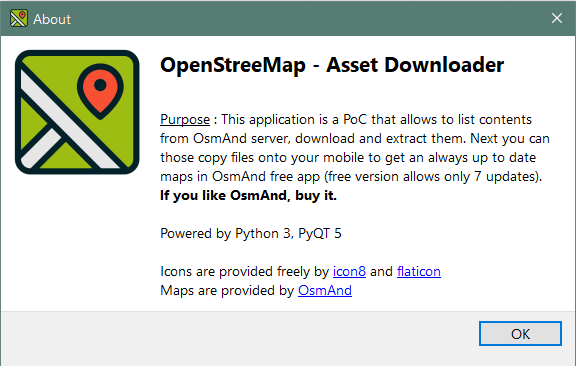 About
OpenStreeMap - Asset Downloader
Purpose : This application is a PoC that allows to list contents
from OsmAnd server, download and extract them. Next you can
those copy files onto your mobile to get an always up to date
maps in OsmAnd free app (free version allows only 7 updates).
If you like OsmAnd, buy it.
Powered by Python 3, PyQT 5
Icons are provided freely by icon8 and flaticon
Maps are provided by OsmAnd
OK